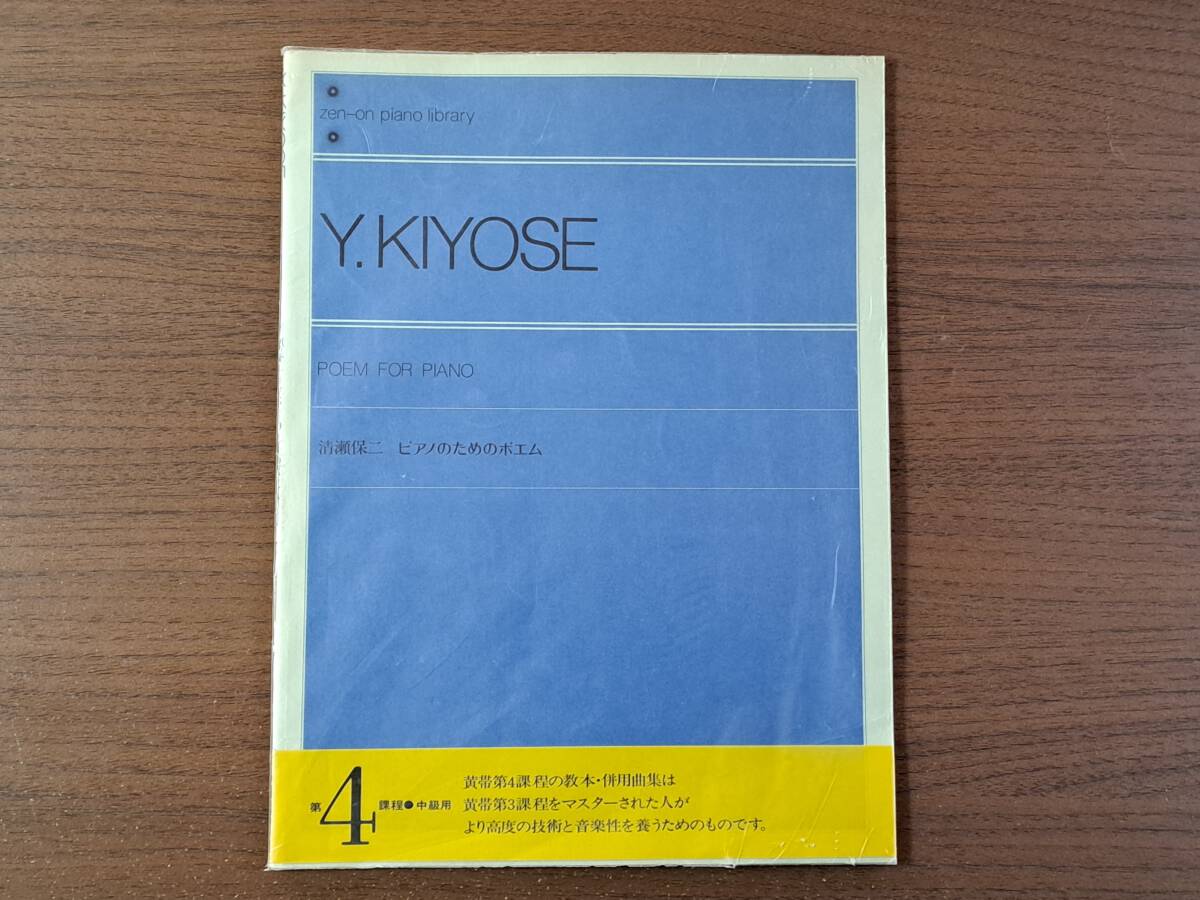 zen-on piano library
Y. KIYOSE
POEM FOR PIANO
清瀬保二 ピアノのためのポエム
第4課程●中級用
黄帯第4課程の教本・併用曲集は
黄帯第3課程をマスターされた人が
より高度の技術と音楽性を養うためのものです。